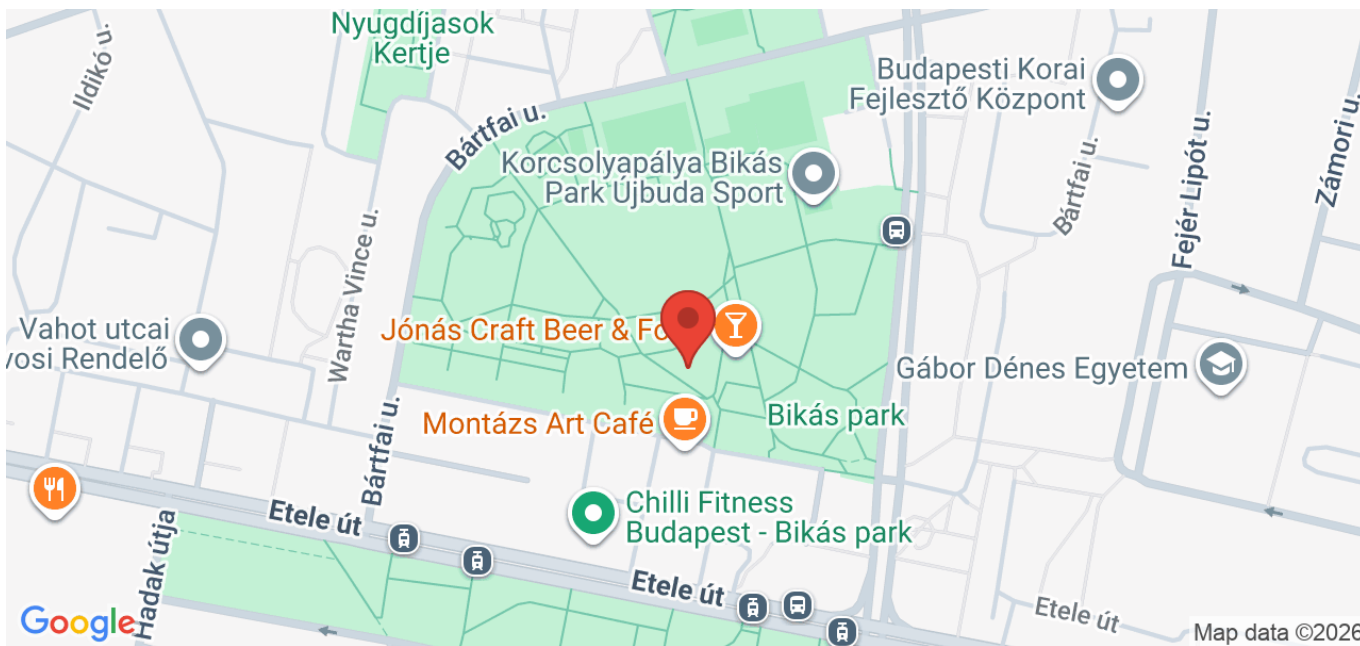 Nyugdíjasok
Kertje
Ildikó u.
Bártfai u.
Budapesti Korai
Fejlesztő Központ
Korcsolyapálya Bikás
Park Újbuda Sport
Bártfai u.
Fejér Lipót u.
Zámori u.
Wartha Vince u.
Vahot utcai
vosi Rendelő
Jónás Craft Beer & Fo
Gábor Dénes Egyetem
Montázs Art Café
Bikás park
Bártfai u.
Etele út
Chilli Fitness
Budapest - Bikás park
Hadak útja
Etele út
Etele út
Google
Map data ©2026